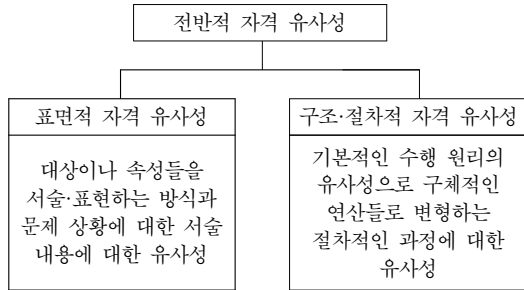 전반적 자격 유사성
표면적 자격 유사성
대상이나 속성들을
서술·표현하는 방식과
문제 상황에 대한 서술
내용에 대한 유사성
구조·절차적 자격 유사성
기본적인 수행 원리의
유사성으로 구체적인
연산들로 변형하는
절차적인 과정에 대한
유사성